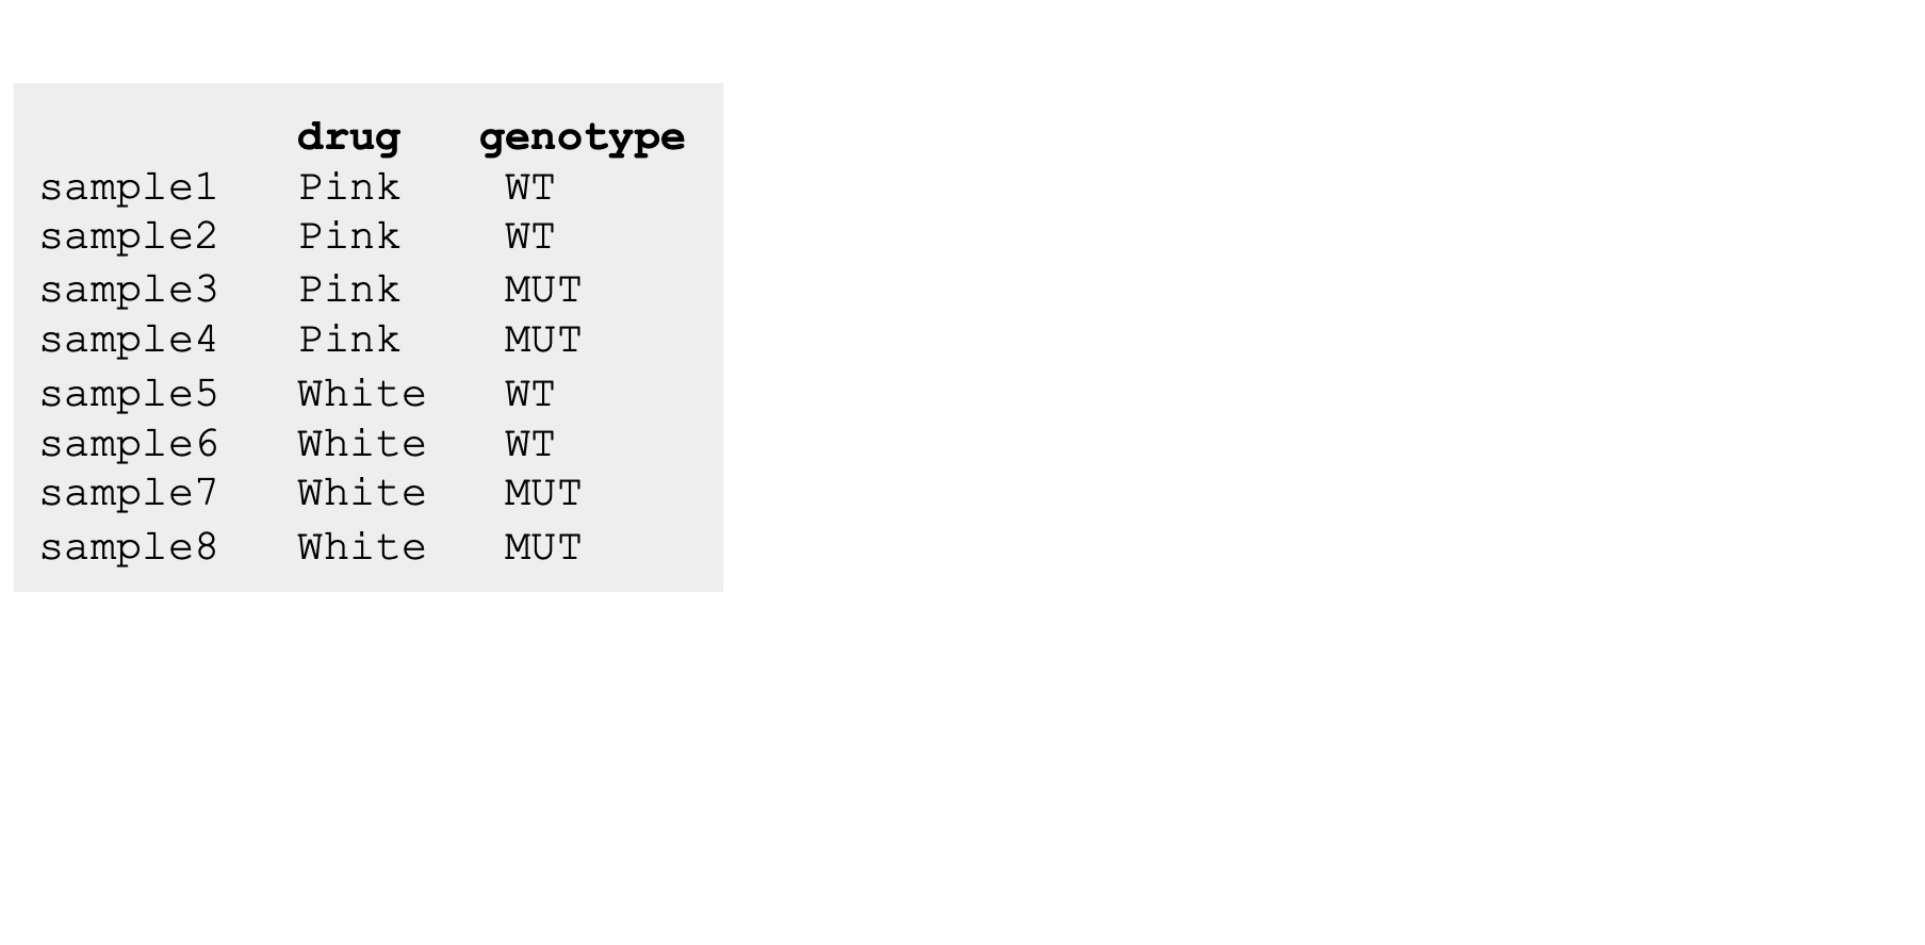 drug genotype
sample1 Pink WT
sample2 Pink WT
sample3 Pink MUT
sample4 Pink MUT
sample5 White WT
sample6 White WT
sample7 White MUT
sample8 White MUT